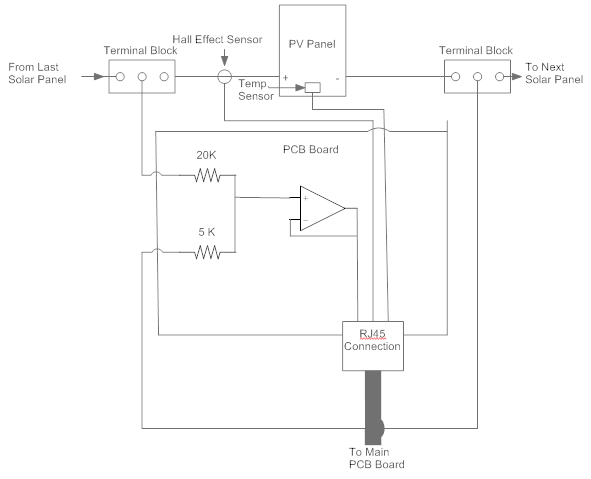 Hall Effect Sensor
PV Panel
Terminal Block
Terminal Block
From Last
Solar Panel
To Next
Solar Panel
+
-
Temp
Sensor
PCB Board
20K
+
-
5 K
RJ45
Connection
To Main
PCB Board